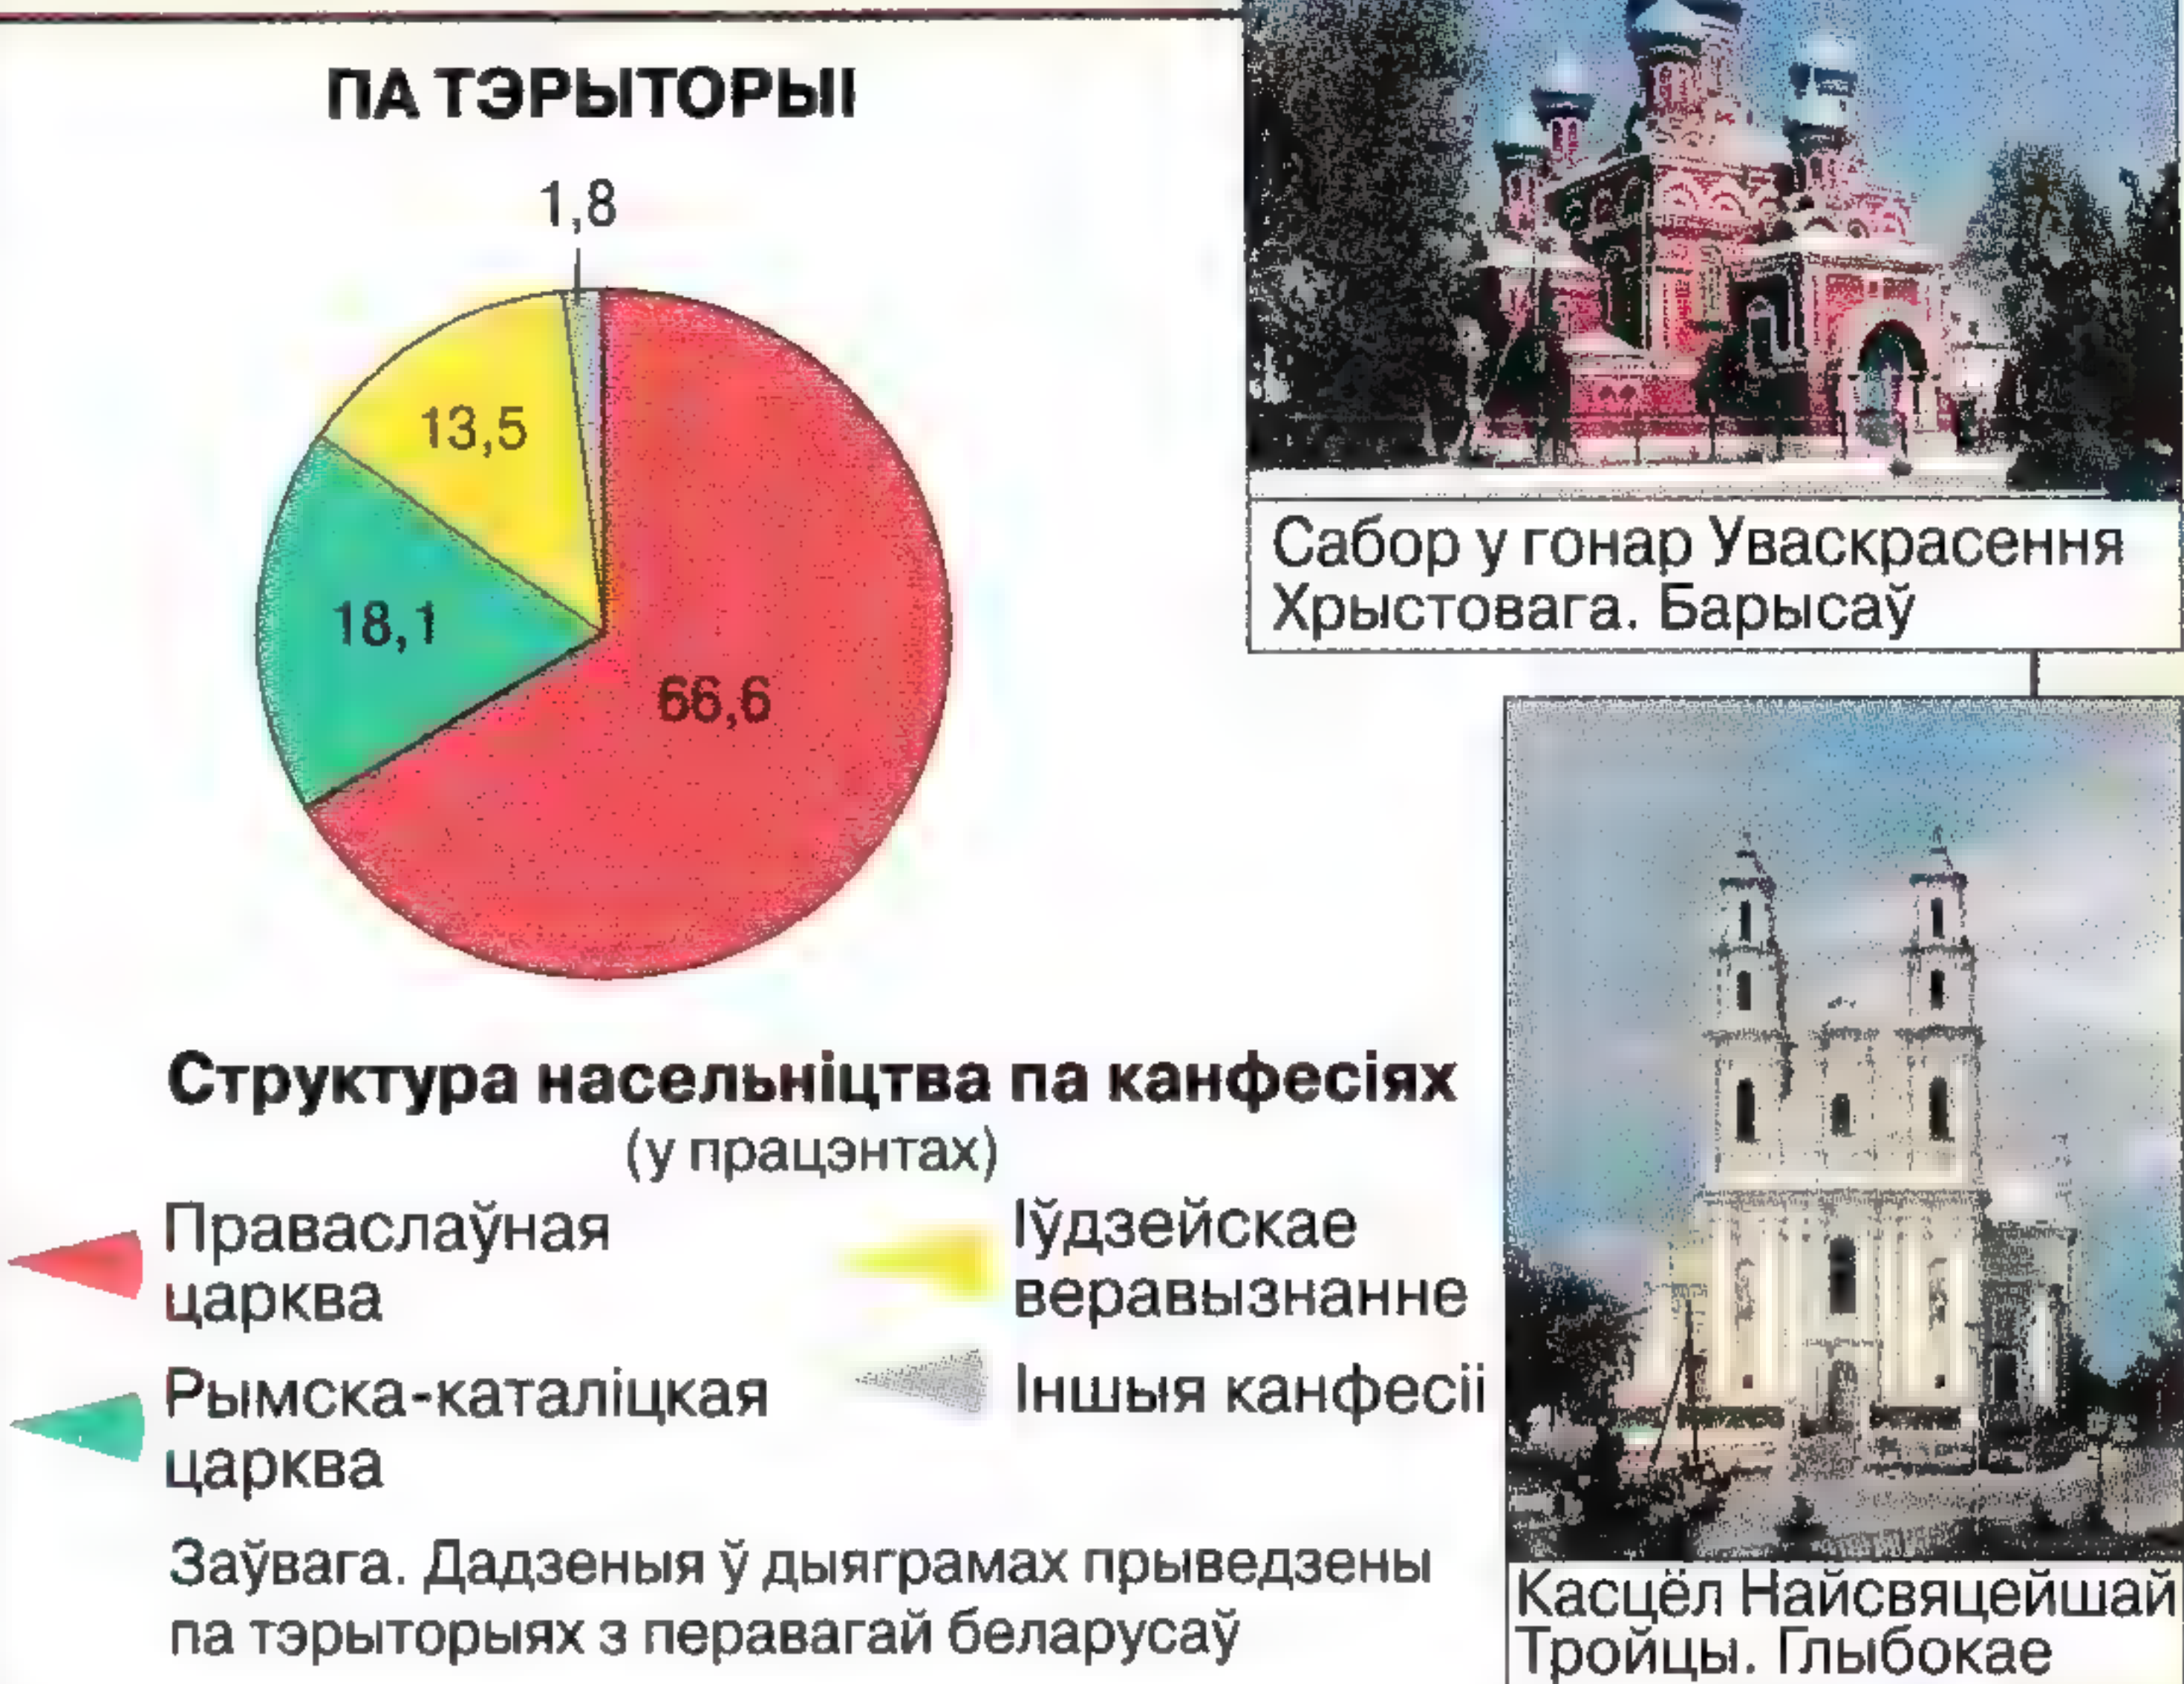 ПА ТЭРЫТОРЫІ
1,8
13,5
18,1
66,6
Структура насельніцтва па канфесіях
(у працэнтах)
Праваслаўная
царква
Рымска-каталіцкая
царква
Іўдзейскае
веравызнанне
Іншыя канфесіі
Заўвага. Дадзеныя ў дыяграмах прыведзены
па тэрыторыях з перавагай беларусаў
Сабор у гонар Уваскрасення
Хрыстовага. Барысаў
Касцёл Найсвяцейшай
Тройцы. Глыбокае